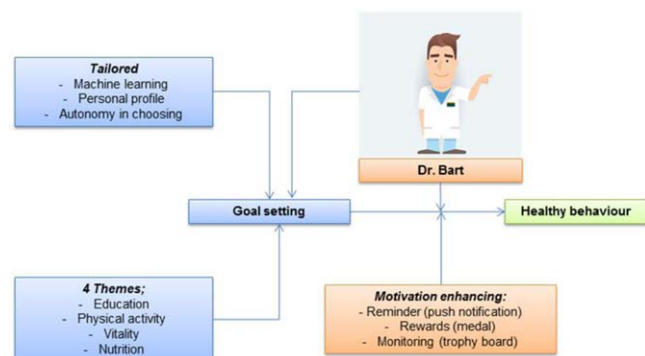 Tailored
- Machine learning
- Personal profile
- Autonomy in choosing
Dr. Bart
Goal setting
Healthy behaviour
4 Themes;
- Education
- Physical activity
- Vitality
- Nutrition
Motivation enhancing:
- Reminder (push notification)
- Rewards (medal)
- Monitoring (trophy board)